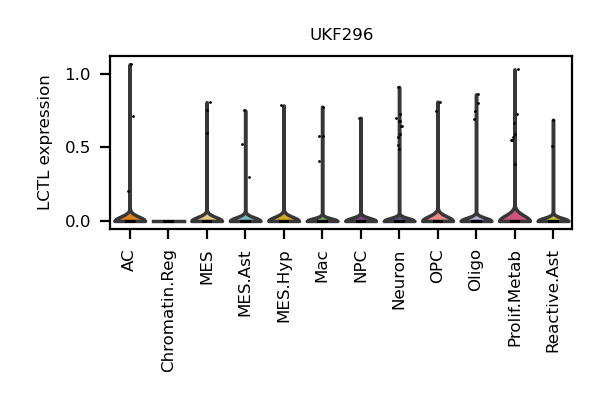 UKF296
LCTL expression
1.0
0.5
0.0
AC
Chromatin.Reg
MES
MES.Ast
MES.Hyp
Mac
NPC
Neuron
OPC
Oligo
Prolif.Metab
Reactive.Ast